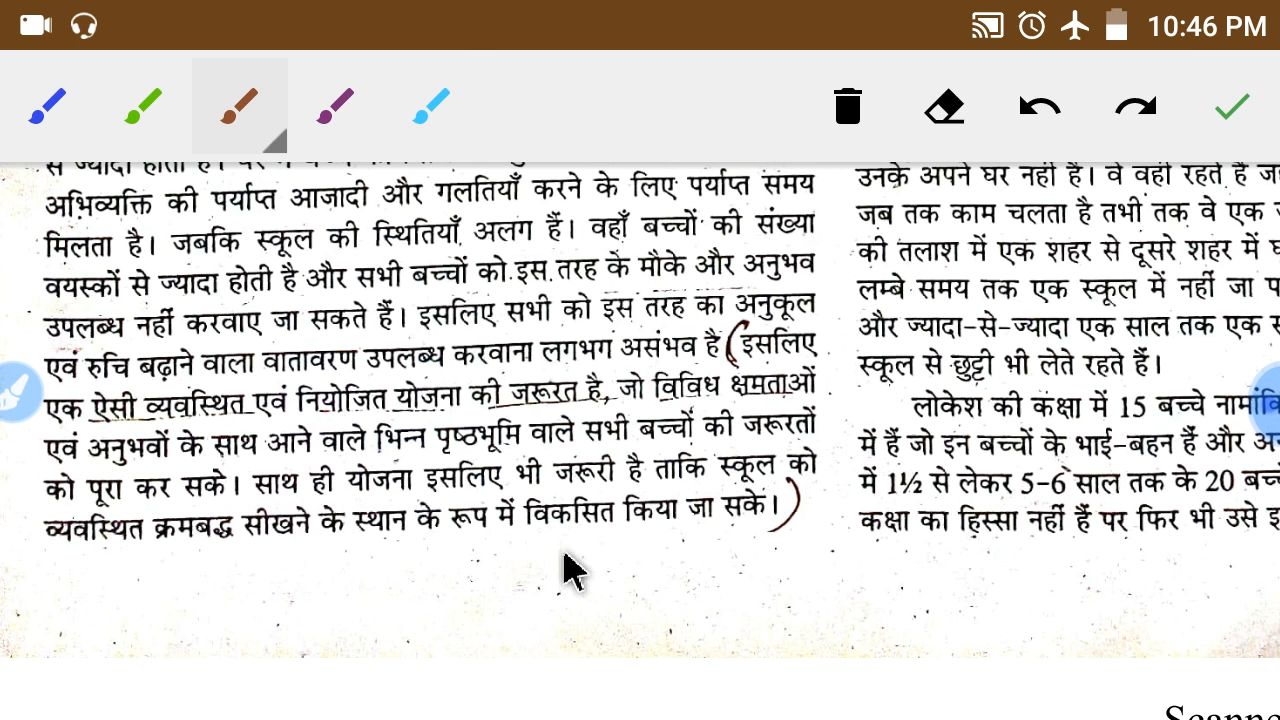 10:46 PM
से ज्यादा होता है।
अभिव्यक्ति की पर्याप्त आजादी और गलतियाँ करने के लिए पर्याप्त समय
मिलता है। जबकि स्कूल की स्थितियाँ अलग हैं। वहाँ बच्चों की संख्या
वयस्कों से ज्यादा होती है और सभी बच्चों को इस तरह के मौके और अनुभव
उपलब्ध नहीं करवाए जा सकते हैं। इसलिए सभी को इस तरह का अनुकूल
एवं रुचि बढ़ाने वाला वातावरण उपलब्ध करवाना लगभग असंभव है (इसलिए
एक ऐसी व्यवस्थित एवं नियोजित योजना की जरूरत है, जो विविध क्षमताओं
एवं अनुभवों के साथ आने वाले भिन्न पृष्ठभूमि वाले सभी बच्चों की जरूरतों
को पूरा कर सके। साथ ही योजना इसलिए भी जरूरी है ताकि स्कूल को
व्यवस्थित क्रमबद्ध सीखने के स्थान के रूप में विकसित किया जा सके।)
उनके अपने घर नहीं है। वे वहीं रहते हैं
जब तक काम चलता है तभी तक वे एक
की तलाश में एक शहर से दूसरे शहर में
लम्बे समय तक एक स्कूल में नहीं जा
और ज्यादा-से-ज्यादा एक साल तक एक
स्कूल से छुट्टी भी लेते रहते हैं।
लोकेश की कक्षा में 15 बच्चे
में हैं जो इन बच्चों के भाई-बहन हैं और
में 1½ से लेकर 5-6 साल तक के 20
कक्षा का हिस्सा नहीं हैं पर फिर भी उसे